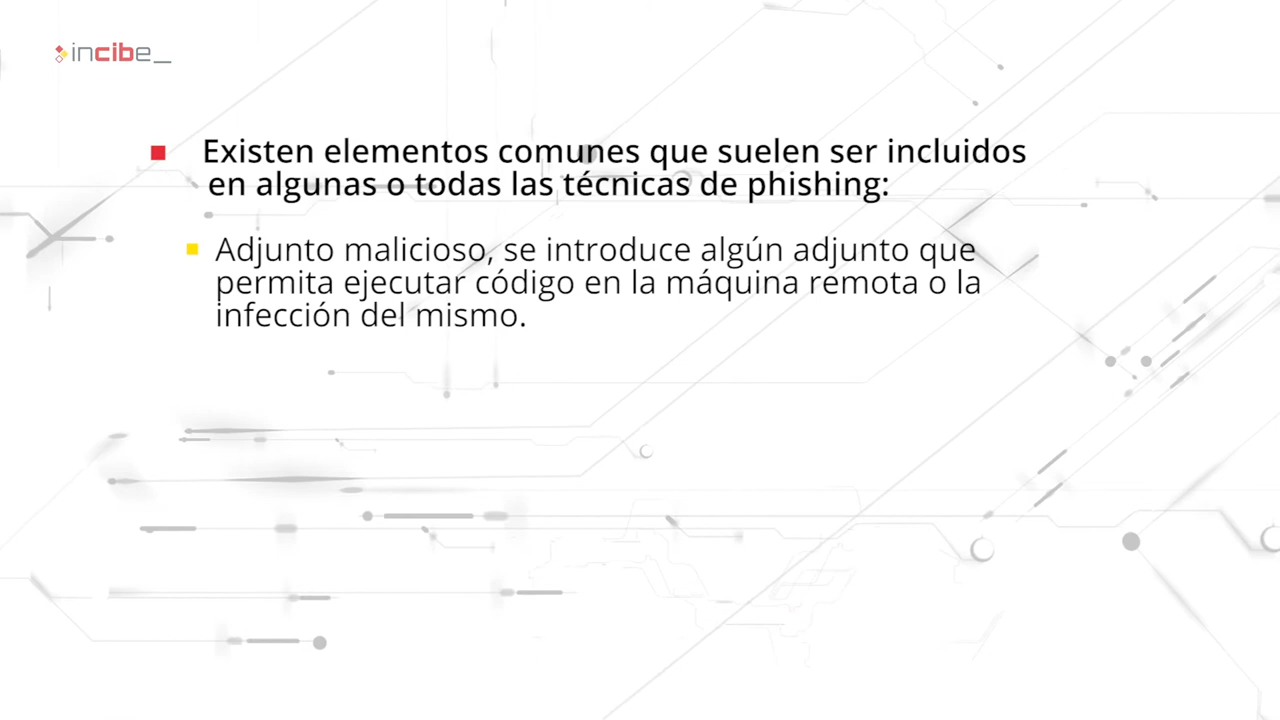 incibe_
Existen elementos comunes que suelen ser incluidos
en algunas o todas las técnicas de phishing:
Adjunto malicioso, se introduce algún adjunto que
permita ejecutar código en la máquina remota o la
infección del mismo.